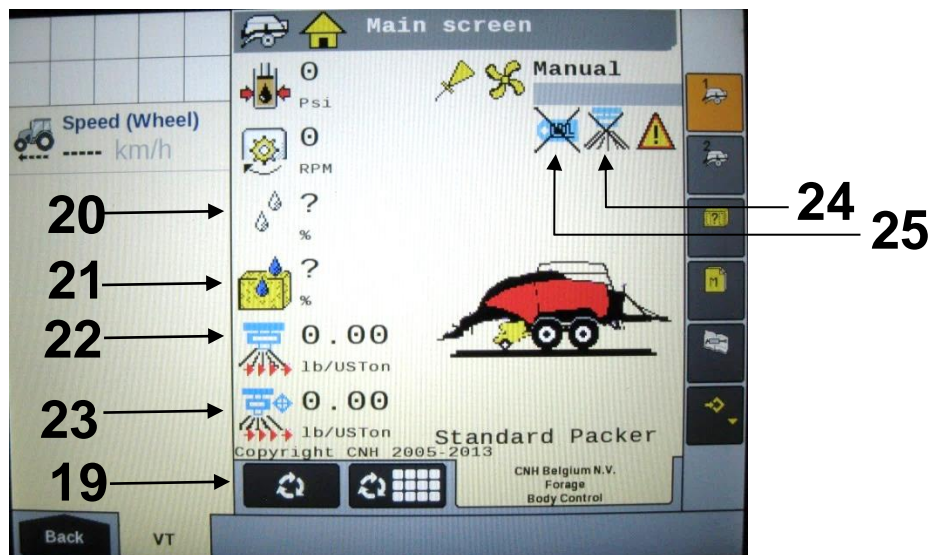 Main screen
0
Psi
Manual
1
Speed (Wheel)
----- km/h
0
RPM
2
20
?
%
24
25
21
?
%
M
22
0.00
lb/USTon
23
0.00
lb/USTon
Standard Packer
Copyright CNH 2005-2013
19
CNH Belgium N.V.
Forage
Body Control
Back
VT